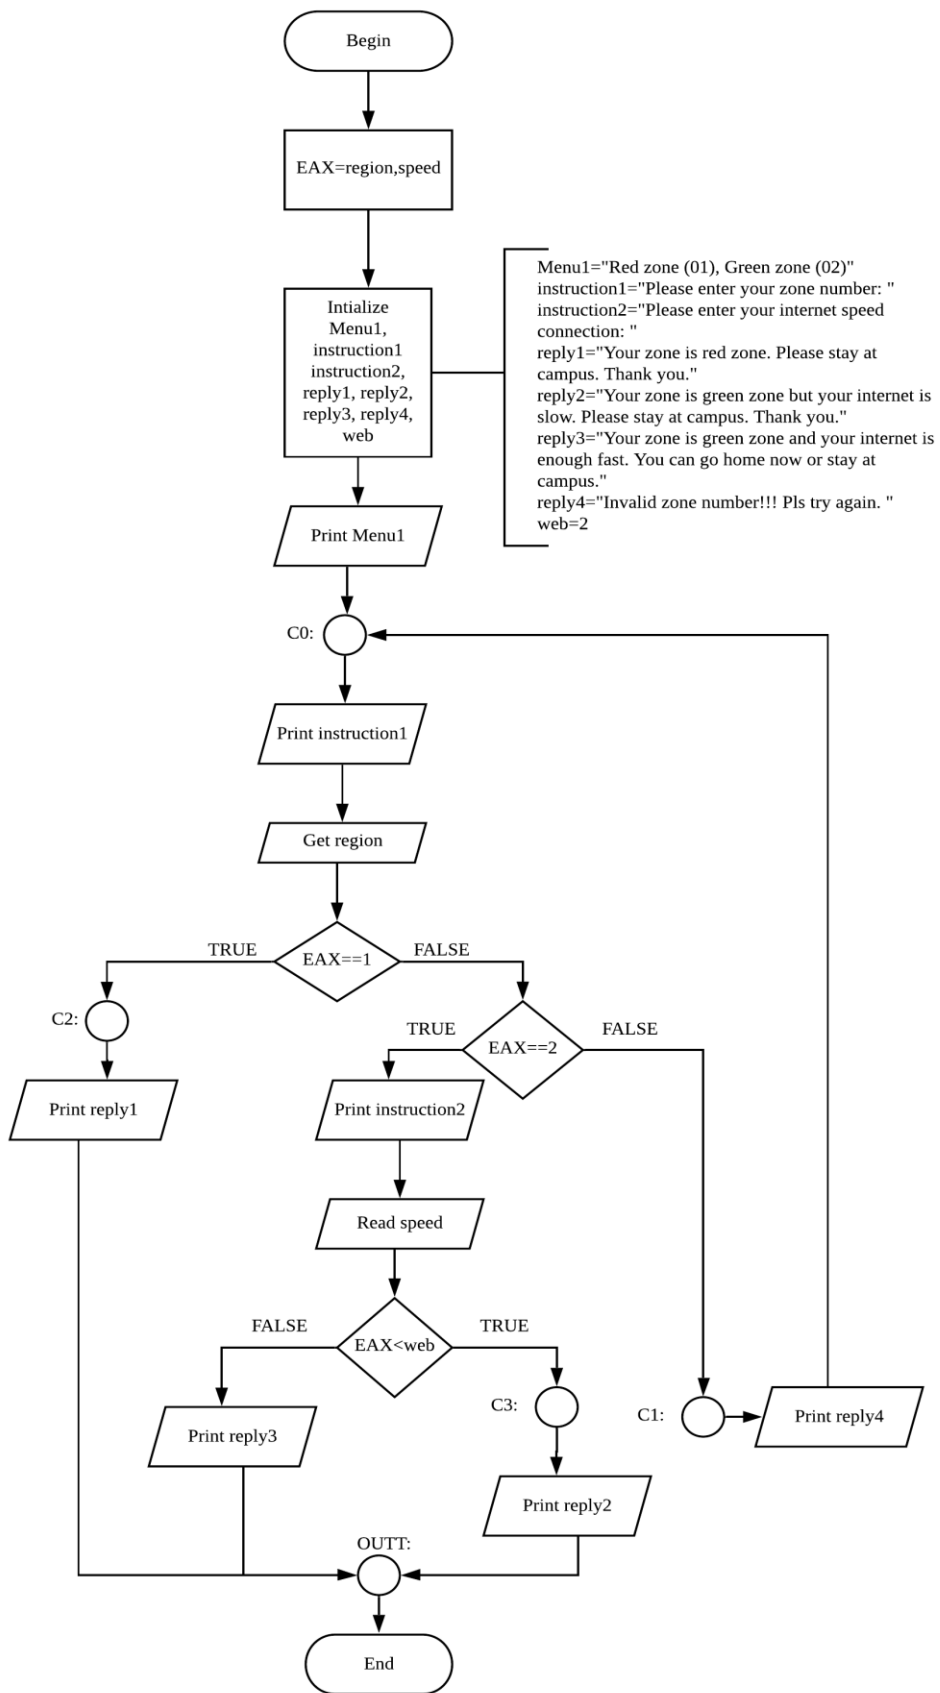 Begin
EAX=region,speed
Intialize
Menu1,
instruction1
instruction2,
reply1, reply2,
reply3, reply4,
web
Menu1="Red zone (01), Green zone (02)"
instruction1="Please enter your zone number: "
instruction2="Please enter your internet speed
connection: "
reply1="Your zone is red zone. Please stay at
campus. Thank you."
reply2="Your zone is green zone but your internet is
slow. Please stay at campus. Thank you."
reply3="Your zone is green zone and your internet is
enough fast. You can go home now or stay at
campus."
reply4="Invalid zone number!!! Pls try again. "
web=2
Print Menu1
C0:
Print instruction1
Get region
TRUE
EAX==1
FALSE
C2:
TRUE
EAX==2
FALSE
Print reply1
Print instruction2
Read speed
FALSE
EAX<web
TRUE
C3:
C1:
Print reply4
Print reply3
Print reply2
OUTT:
End